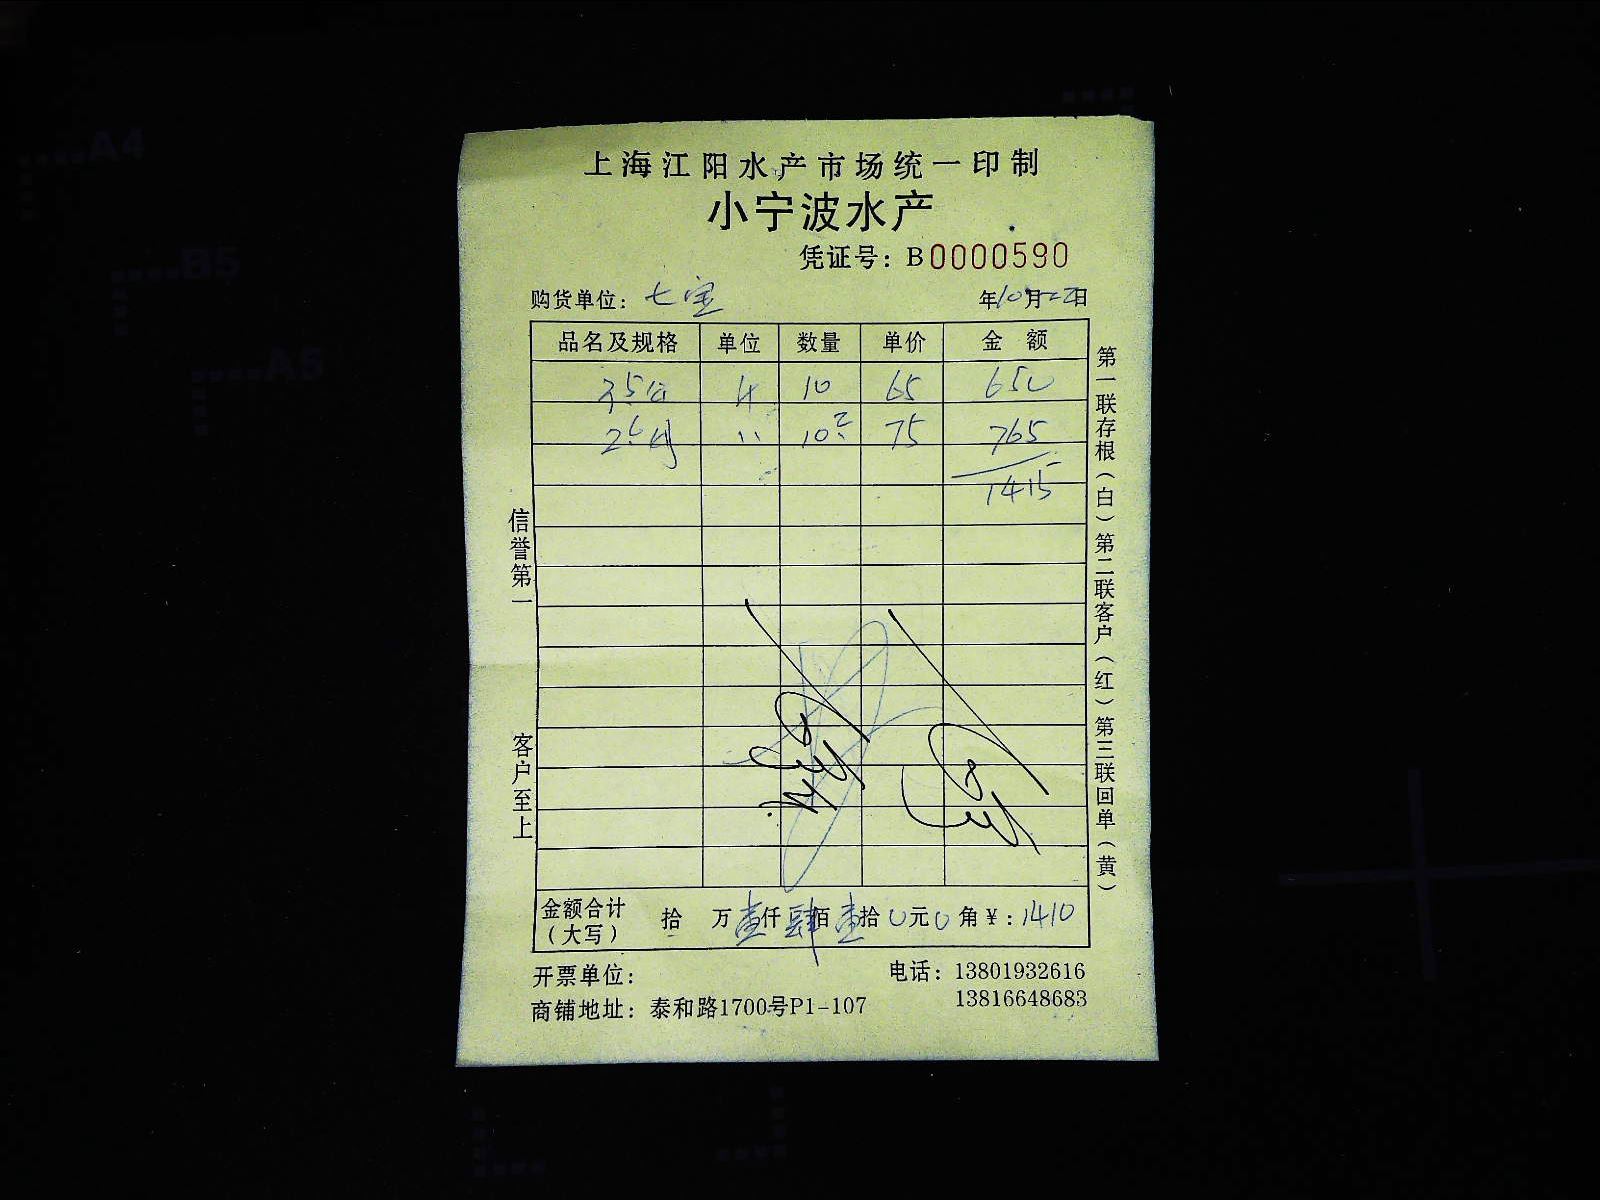 上海江阳水产市场统一印制
小宁波水产
凭证号：B0000590
购货单位：七宝 年10月22日
品名及规格 单位 数量 单价 金额
10 65 650
10 75 765
1415
信誉第一
客户至上
第一联存根（白）第二联客户（红）第三联回单（黄）
金额合计（大写） 拾 万壹仟肆佰壹拾0元0角￥：1410
开票单位： 电话：13801932616
13816648683
商铺地址：泰和路1700号P1-107
A4
B5
A5